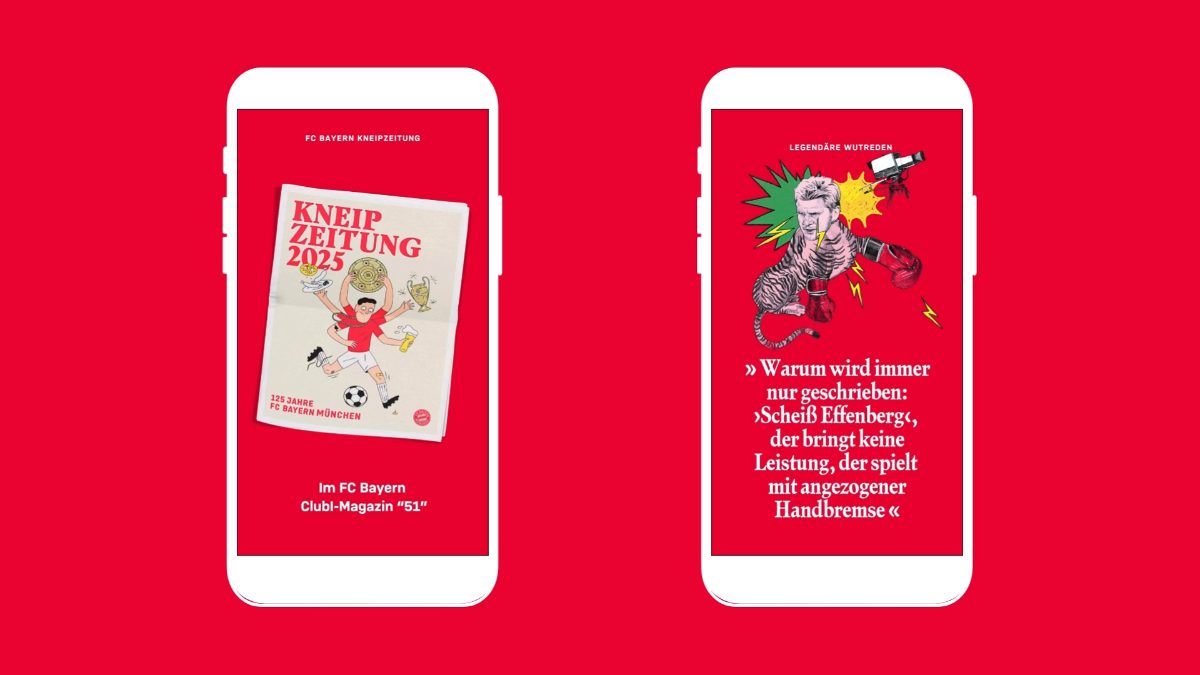 FC BAYERN KNEIPZEITUNG
KNEIP
ZEITUNG
2025
125 JAHRE
FC BAYERN MÜNCHEN
Im FC Bayern
Clubl-Magazin "51"
LEGENDÄRE WUTREDEN
» Warum wird immer
nur geschrieben:
›Scheiß Effenberg‹,
der bringt keine
Leistung, der spielt
mit angezogener
Handbremse «